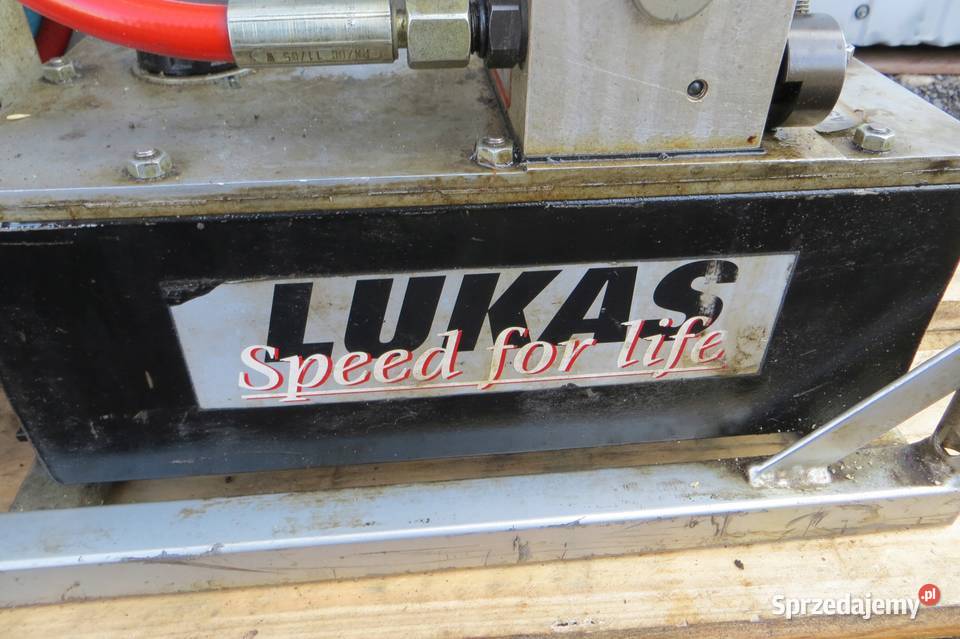 LUKAS
Speed for life
Sprzedajemy.pl